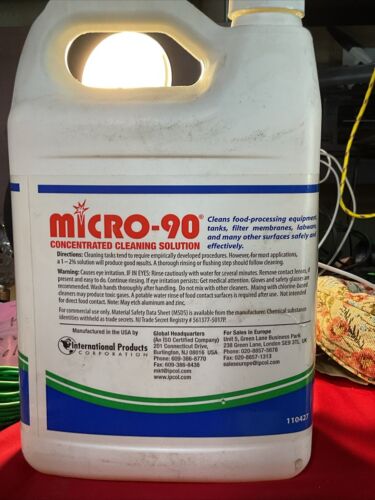 MICRO-90®
CONCENTRATED CLEANING SOLUTION
Cleans food-processing equipment,
tanks, filter membranes, labware,
and many other surfaces safely and
effectively.
Directions: Cleaning tasks tend to require empirically developed procedures. However, for most applications,
a 1–2% solution will produce good results. A thorough rinsing or flushing step should follow cleaning.
Warning: Causes eye irritation. IF IN EYES: Rinse cautiously with water for several minutes. Remove contact lenses, if
present and easy to do. Continue rinsing. If eye irritation persists: Get medical attention. Gloves and safety glasses are
recommended. Wash hands thoroughly after handling. Do not mix with other cleaners. Mixing with chlorine-based
cleaners may produce toxic gases. A potable water rinse of food contact surfaces is required after use. Not intended
for direct food contact. Note: May etch aluminum and zinc.
For commercial use only. Material Safety Data Sheet (MSDS) is available from the manufacturer. Chemical substance
identities withheld as trade secrets. NJ Trade Secret Registry # 561377-5017P.
Manufactured in the USA by
International Products
CORPORATION
Global Headquarters
(An ISO Certified Company)
201 Connecticut Drive,
Burlington, NJ 08016 USA
Phone: 609-386-8770
Fax: 609-386-8438
mkt@ipcol.com
www.ipcol.com
For Sales in Europe
Unit 5, Green Lane Business Park
238 Green Lane, London SE9 3TL UK
Phone: 020-8857-5678
Fax: 020-8857-1313
saleseurope@ipcol.com
110427